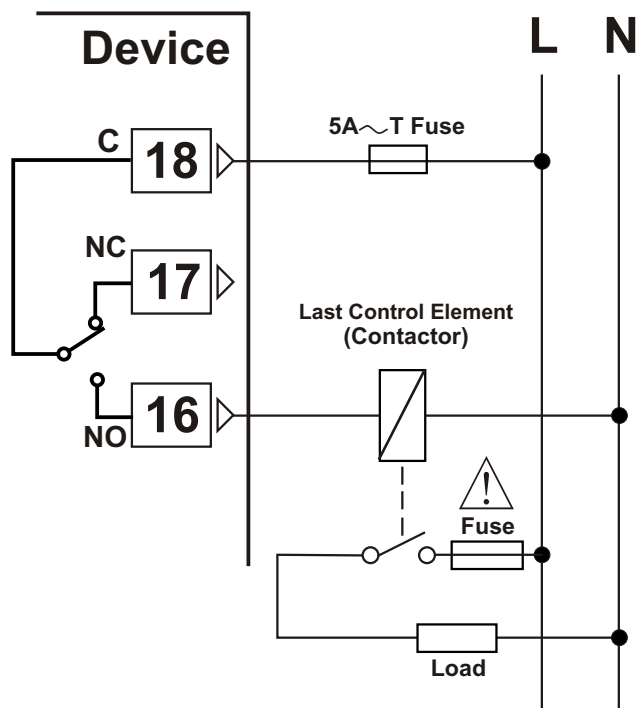 Device
L N
C
18
5A～T Fuse
NC
17
Last Control Element
(Contactor)
16
NO
!
Fuse
Load